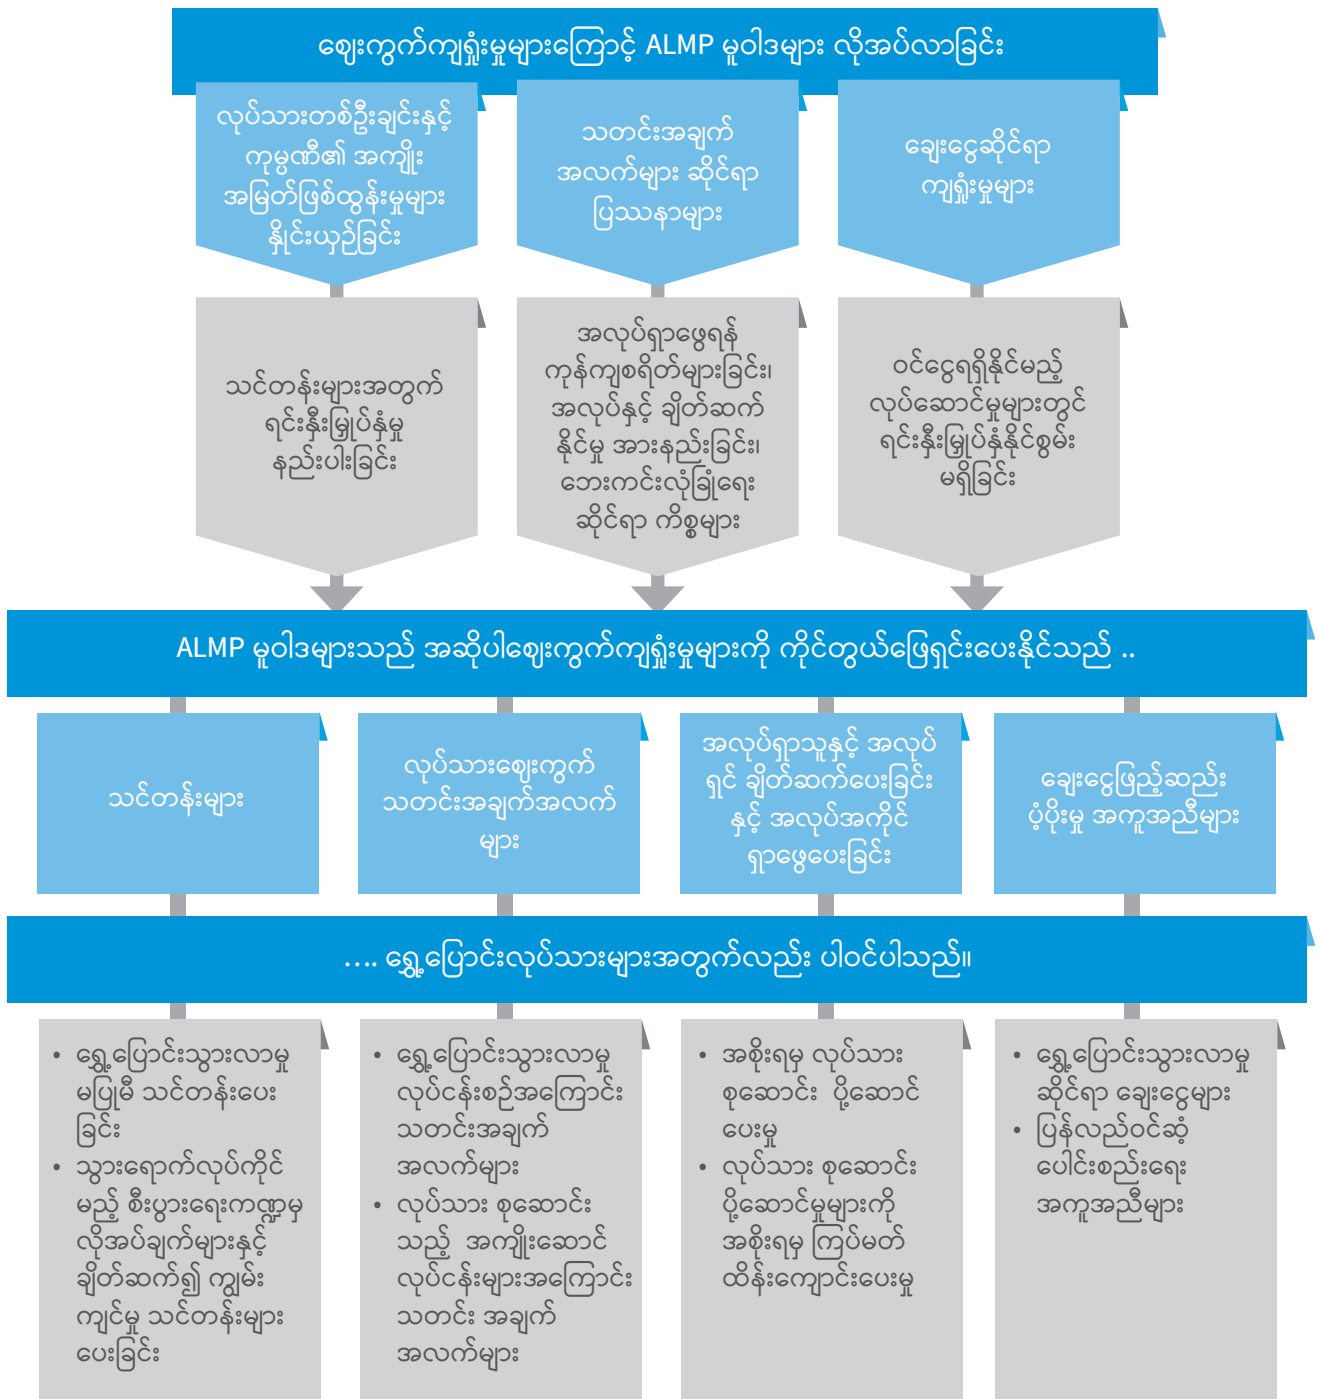 ဈေးကွက်ကျရှုံးမှုများကြောင့် ALMP မူဝါဒများ လိုအပ်လာခြင်း
လုပ်သားတစ်ဦးချင်းနှင့်
ကုမ္ပဏီ၏ အကျိုး
အမြတ်ဖြစ်ထွန်းမှုများ
နှိုင်းယှဉ်ခြင်း
သတင်းအချက်
အလက်များ ဆိုင်ရာ
ပြဿနာများ
ချေးငွေဆိုင်ရာ
ကျရှုံးမှုများ
သင်တန်းများအတွက်
ရင်းနှီးမြှုပ်နှံမှု
နည်းပါးခြင်း
အလုပ်ရှာဖွေရန်
ကုန်ကျစရိတ်များခြင်း၊
အလုပ်နှင့် ချိတ်ဆက်
နိုင်မှု အားနည်းခြင်း၊
ဘေးကင်းလုံခြုံရေး
ဆိုင်ရာ ကိစ္စများ
ဝင်ငွေရရှိနိုင်မည့်
လုပ်ဆောင်မှုများတွင်
ရင်းနှီးမြှုပ်နှံနိုင်စွမ်း
မရှိခြင်း
ALMP မူဝါဒများသည် အဆိုပါဈေးကွက်ကျရှုံးမှုများကို ကိုင်တွယ်ဖြေရှင်းပေးနိုင်သည် ..
သင်တန်းများ
လုပ်သားဈေးကွက်
သတင်းအချက်အလက်
များ
အလုပ်ရှာသူနှင့် အလုပ်
ရှင် ချိတ်ဆက်ပေးခြင်း
နှင့် အလုပ်အကိုင်
ရှာဖွေပေးခြင်း
ချေးငွေဖြည့်ဆည်း
ပံ့ပိုးမှု အကူအညီများ
.... ရွှေ့ပြောင်းလုပ်သားများအတွက်လည်း ပါဝင်ပါသည်။
• ရွှေ့ပြောင်းသွားလာမှု
မပြုမီ သင်တန်းပေး
ခြင်း
• သွားရောက်လုပ်ကိုင်
မည့် စီးပွားရေးကဏ္ဍမှ
လိုအပ်ချက်များနှင့်
ချိတ်ဆက်၍ ကျွမ်း
ကျင်မှု သင်တန်းများ
ပေးခြင်း
• ရွှေ့ပြောင်းသွားလာမှု
လုပ်ငန်းစဉ်အကြောင်း
သတင်းအချက်
အလက်များ
• လုပ်သား စုဆောင်း
သည့် အကျိုးဆောင်
လုပ်ငန်းများအကြောင်း
သတင်း အချက်
အလက်များ
• အစိုးရမှ လုပ်သား
စုဆောင်း ပို့ဆောင်
ပေးမှု
• လုပ်သား စုဆောင်း
ပို့ဆောင်မှုများကို
အစိုးရမှ ကြပ်မတ်
ထိန်းကျောင်းပေးမှု
• ရွှေ့ပြောင်းသွားလာမှု
ဆိုင်ရာ ချေးငွေများ
• ပြန်လည်ဝင်ဆံ့
ပေါင်းစည်းရေး
အကူအညီများ